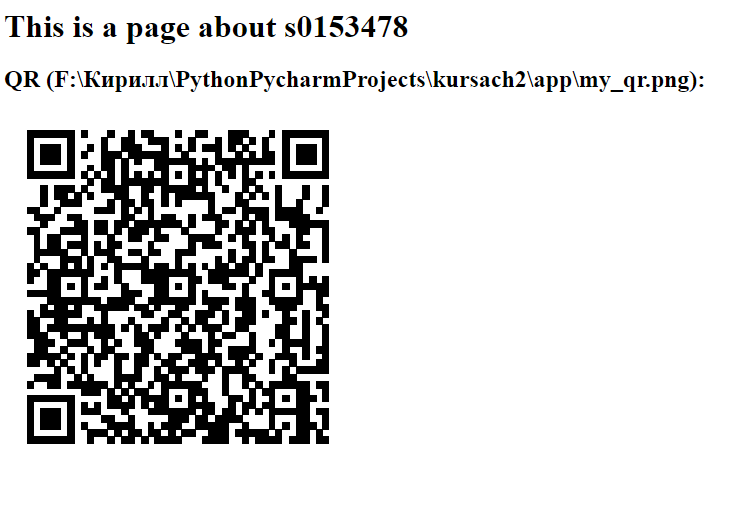 This is a page about s0153478
QR (F:\Кирилл\PythonPycharmProjects\kursach2\app\my_qr.png):